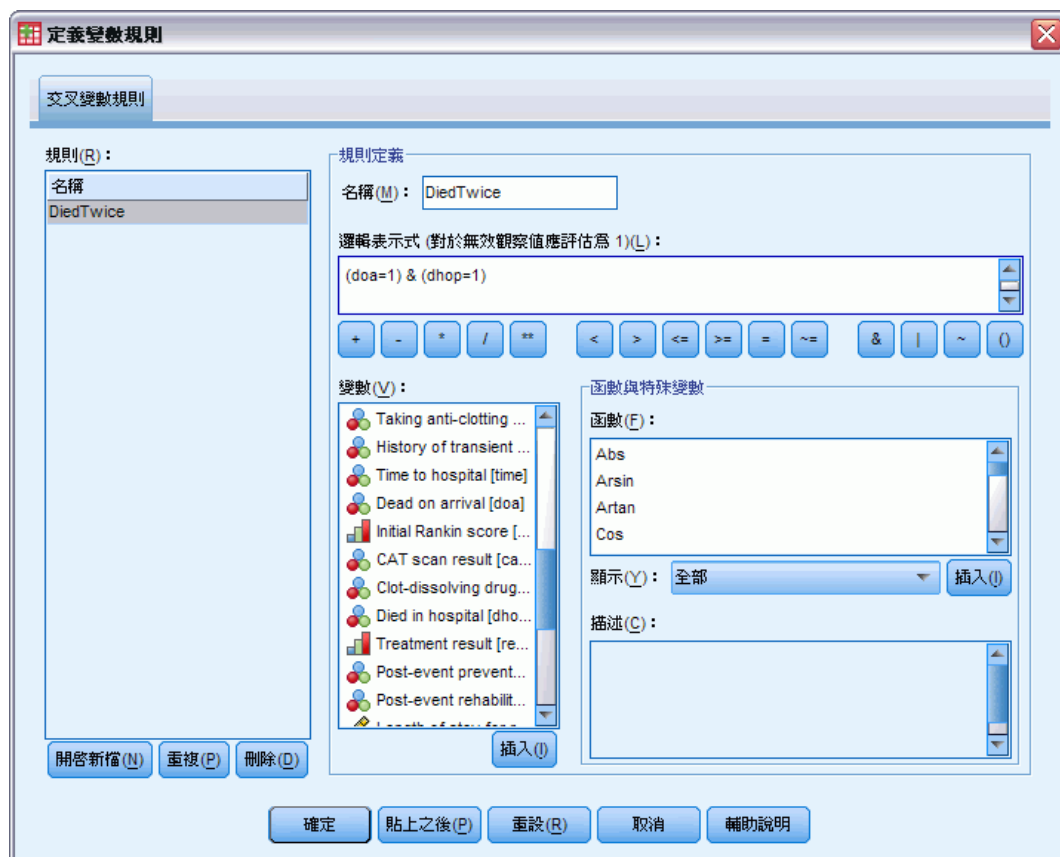 定義變數規則
交叉變數規則
規則(R)：
名稱
DiedTwice
規則定義
名稱(M)： DiedTwice
邏輯表示式 (對於無效觀察值應評估為 1)(L)：
(doa=1) & (dhop=1)
+ - * / ** < > <= >= = ~= & | ~ ()
變數(V)：
Taking anti-clotting ...
History of transient ...
Time to hospital [time]
Dead on arrival [doa]
Initial Rankin score [...
CAT scan result [ca...
Clot-dissolving drug...
Died in hospital [dho...
Treatment result [re...
Post-event prevent...
Post-event rehabilit...
Length of stay for r...
插入(I)
函數與特殊變數
函數(F)：
Abs
Arsin
Artan
Cos
顯示(Y)： 全部 插入(I)
描述(C)：
開啟新檔(N) 重複(P) 刪除(D)
確定 貼上之後(P) 重設(R) 取消 輔助說明